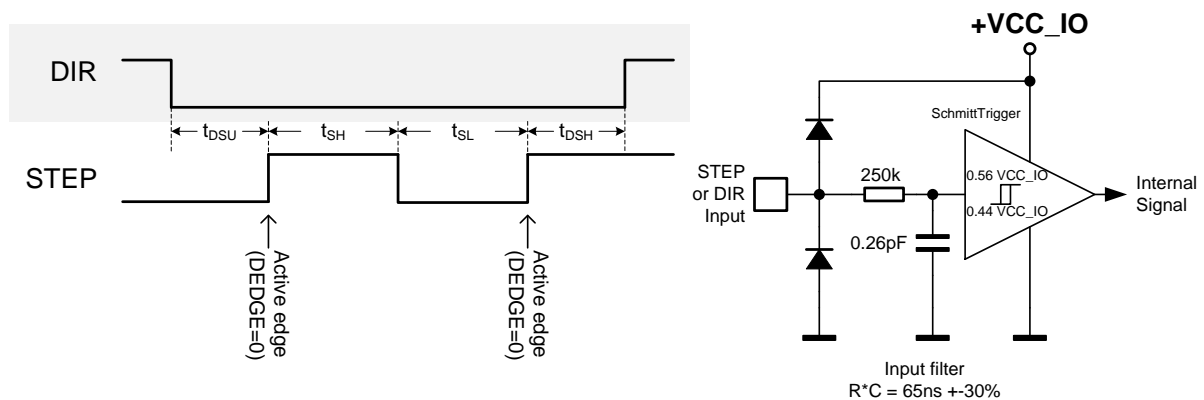 DIR
tDSU
tSH
tSL
tDSH
STEP
Active edge
(DEDGE=0)
Active edge
(DEDGE=0)
+VCC_IO
SchmittTrigger
STEP
or DIR
Input
250k
0.26pF
0.56 VCC_IO
0.44 VCC_IO
Internal
Signal
Input filter
R*C = 65ns +-30%